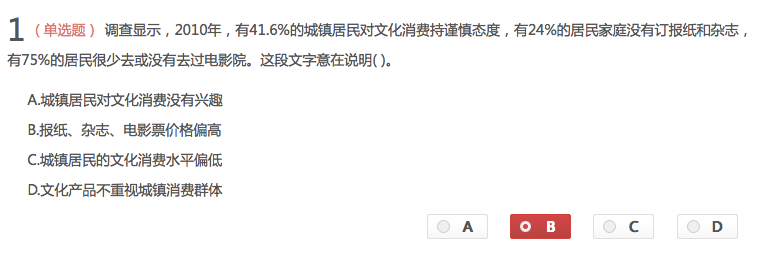 1（单选题） 调查显示，2010年，有41.6%的城镇居民对文化消费持谨慎态度，有24%的居民家庭没有订报纸和杂志，
有75%的居民很少去或没有去过电影院。这段文字意在说明( )。
A.城镇居民对文化消费没有兴趣
B.报纸、杂志、电影票价格偏高
C.城镇居民的文化消费水平偏低
D.文化产品不重视城镇消费群体
A B C D